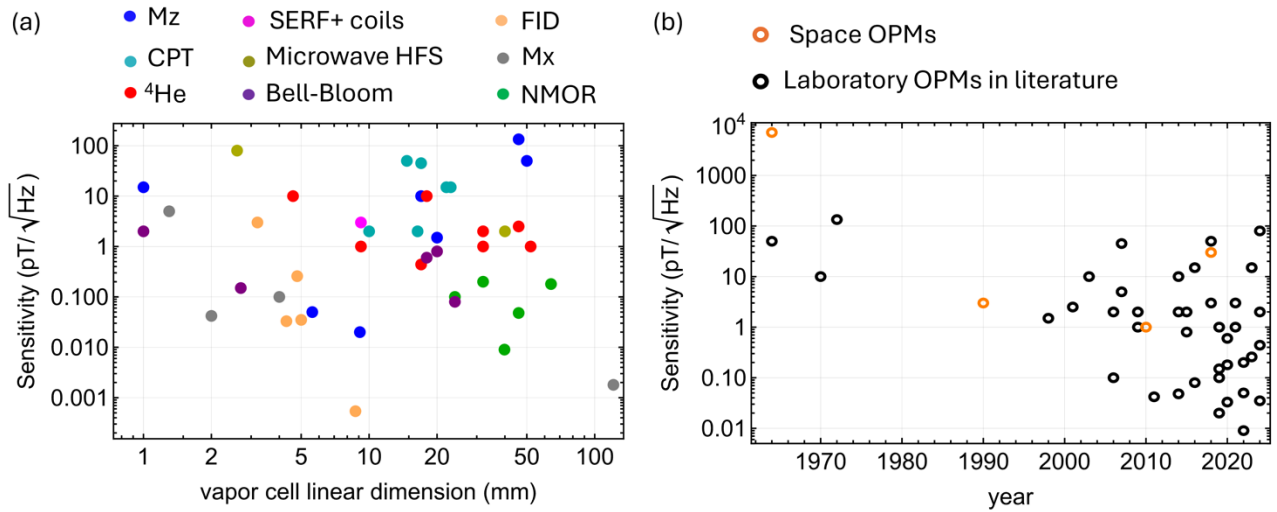 (a)
Mz
SERF+ coils
FID
CPT
Microwave HFS
Mx
⁴He
Bell-Bloom
NMOR
Sensitivity (pT/√Hz)
100
10
1
0.100
0.010
0.001
1
2
5
10
20
50
100
vapor cell linear dimension (mm)
(b)
Space OPMs
Laboratory OPMs in literature
Sensitivity (pT/√Hz)
10⁴
1000
100
10
1
0.10
0.01
1970
1980
1990
2000
2010
2020
year